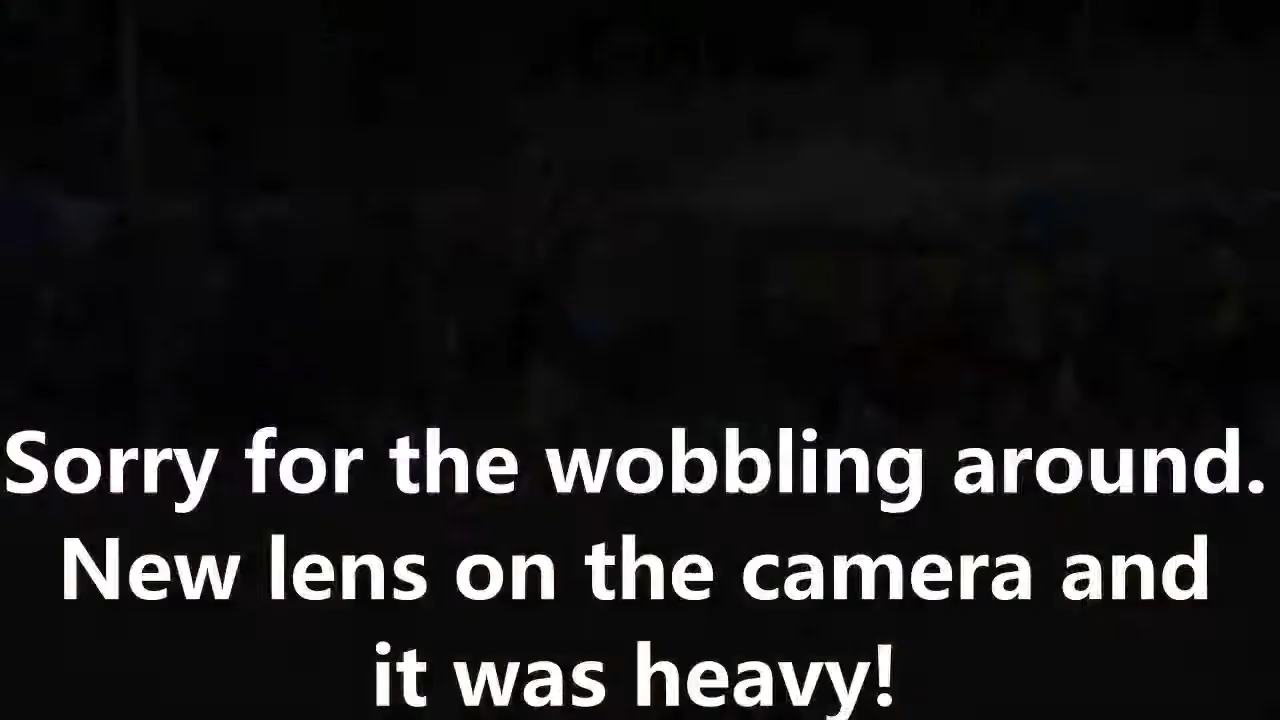 Sorry for the wobbling around.
New lens on the camera and
it was heavy!